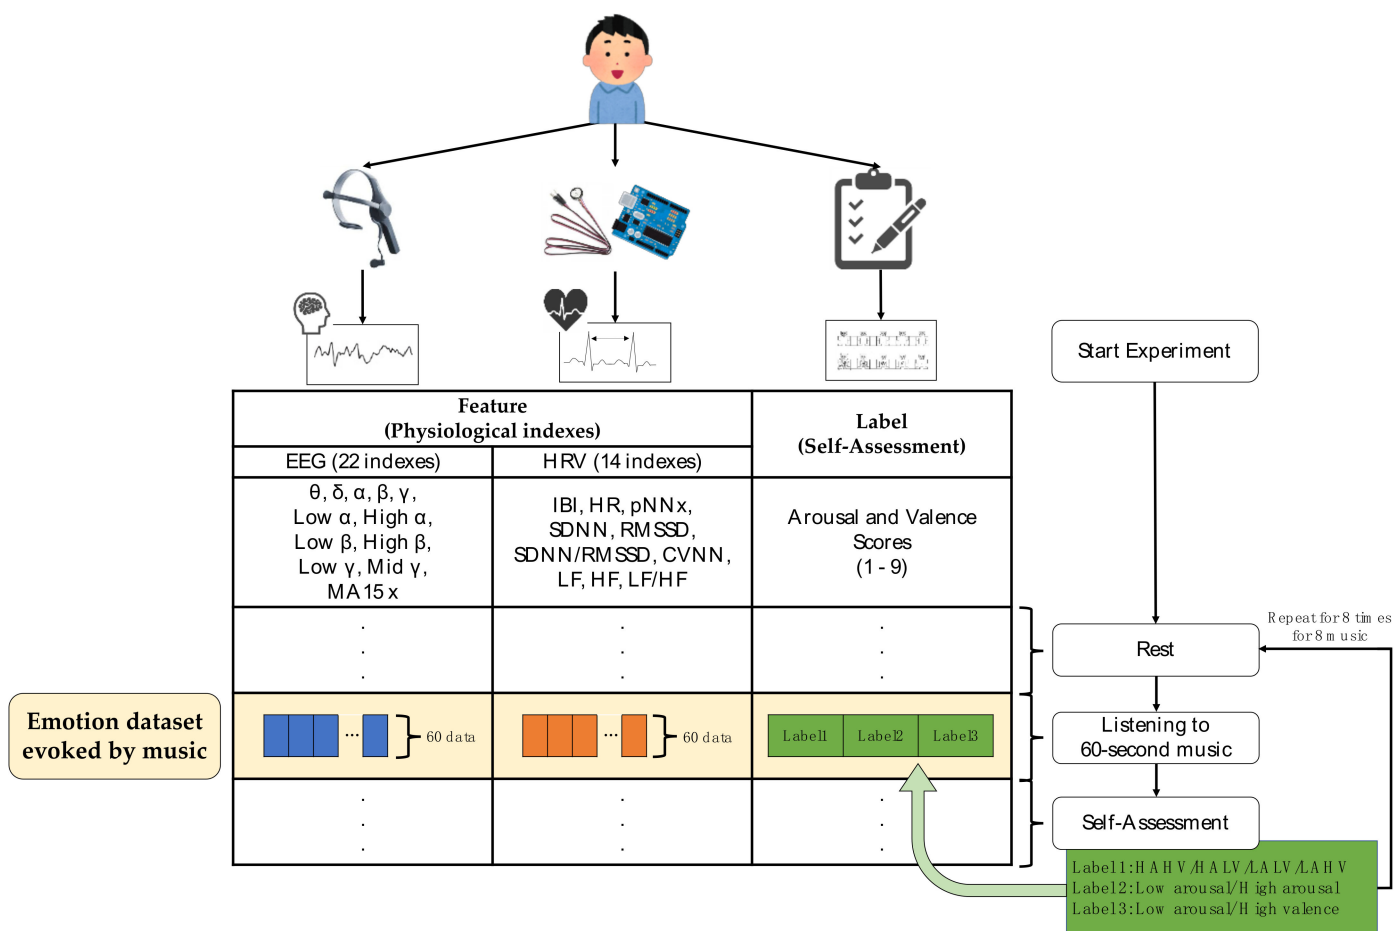 Start Experiment
Feature
(Physiological indexes)
Label
(Self-Assessment)
EEG (22 indexes)
HRV (14 indexes)
θ, δ, α, β, γ,
Low α, High α,
Low β, High β,
Low γ, Mid γ,
MA15x
IBI, HR, pNNx,
SDNN, RMSSD,
SDNN/RMSSD, CVNN,
LF, HF, LF/HF
Arousal and Valence
Scores
(1 - 9)
Repeat for 8 times
for 8 music
Rest
Emotion dataset
evoked by music
... 60 data
... 60 data
Label1 Label2 Label3
Listening to
60-second music
Self-Assessment
Label1:HAHV/HALV/LALV/LAHV
Label2:Low arousal/High arousal
Label3:Low arousal/High valence